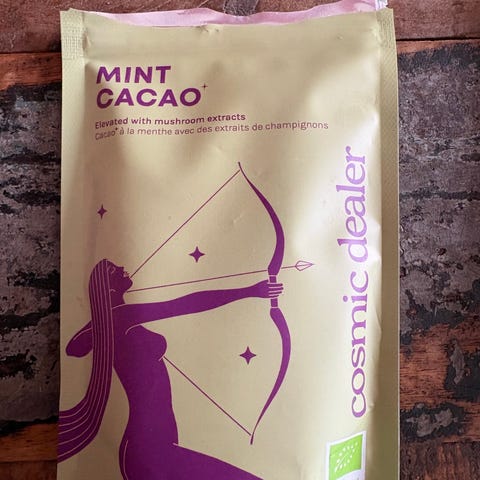 MINT
CACAO+
Elevated with mushroom extracts
Cacao+ à la menthe avec des extraits de champignons
cosmic dealer